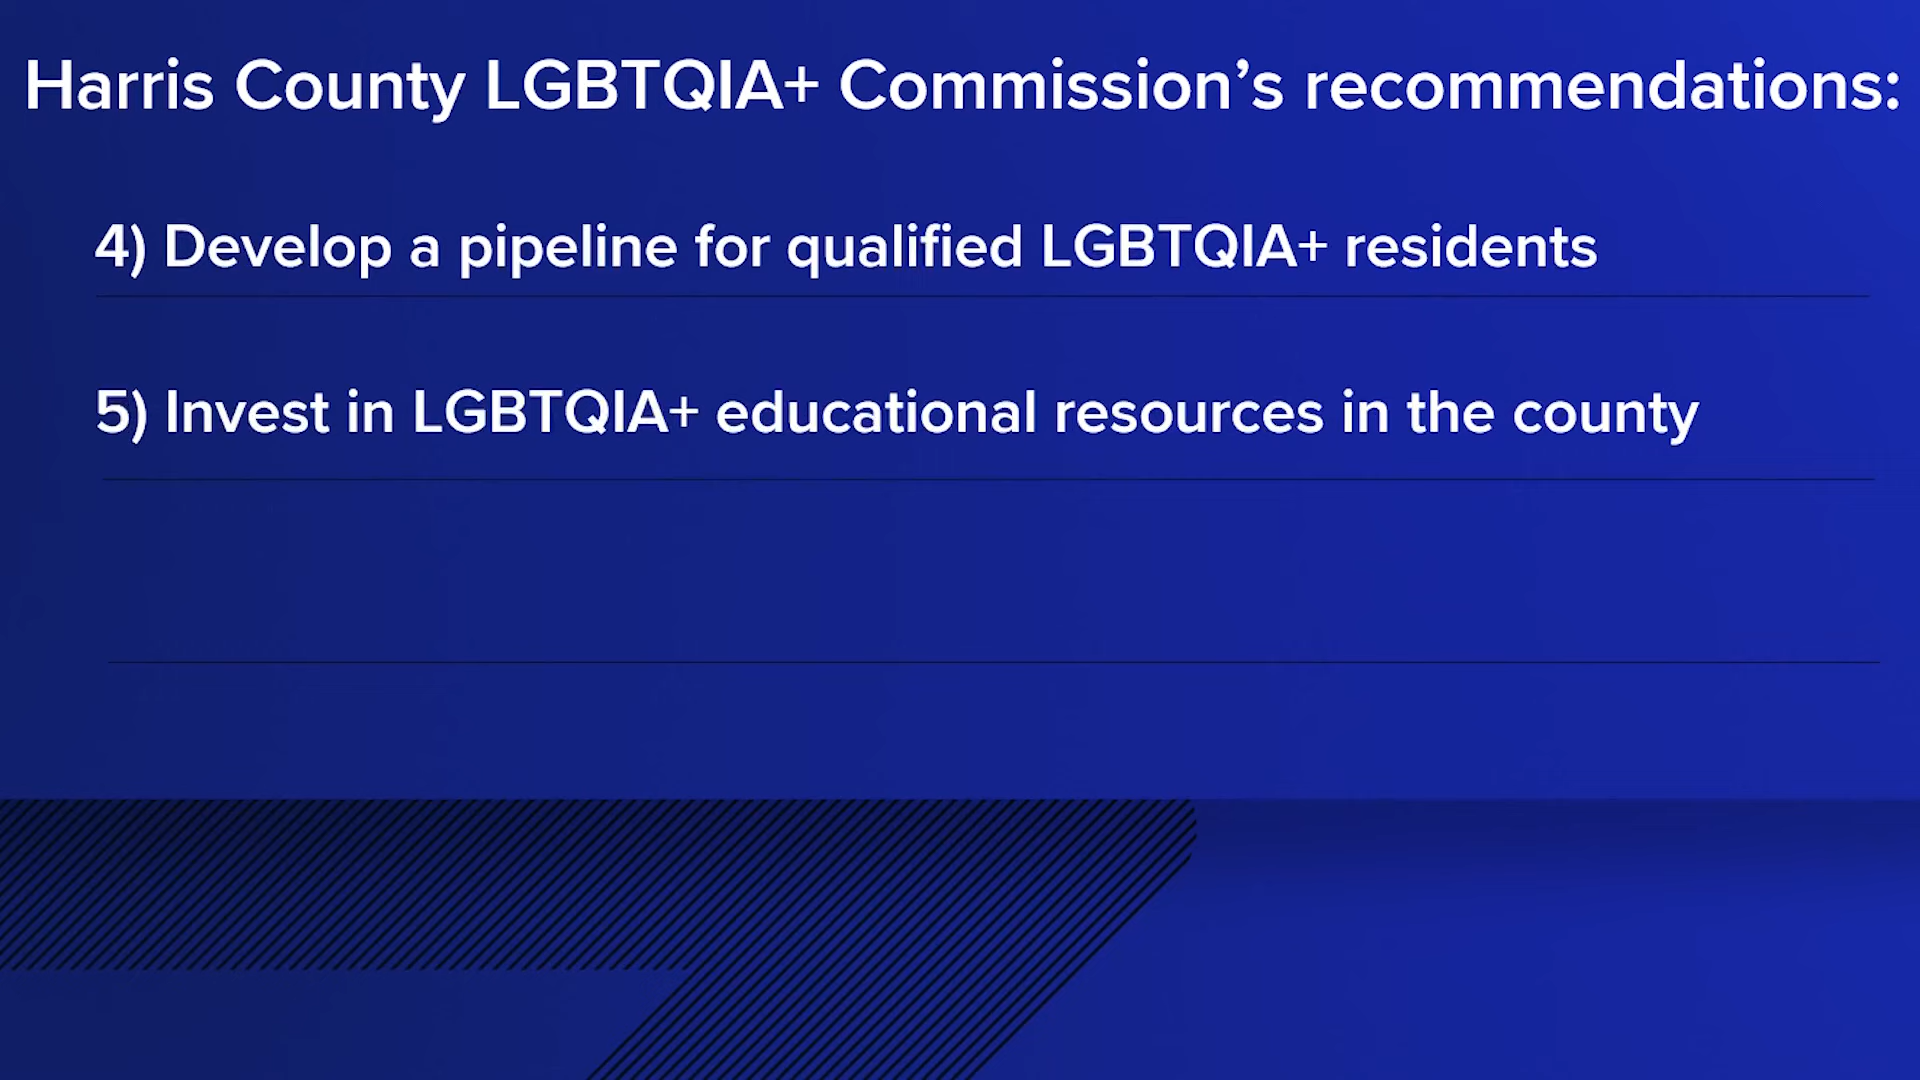 Harris County LGBTQIA+ Commission’s recommendations:
4) Develop a pipeline for qualified LGBTQIA+ residents
5) Invest in LGBTQIA+ educational resources in the county